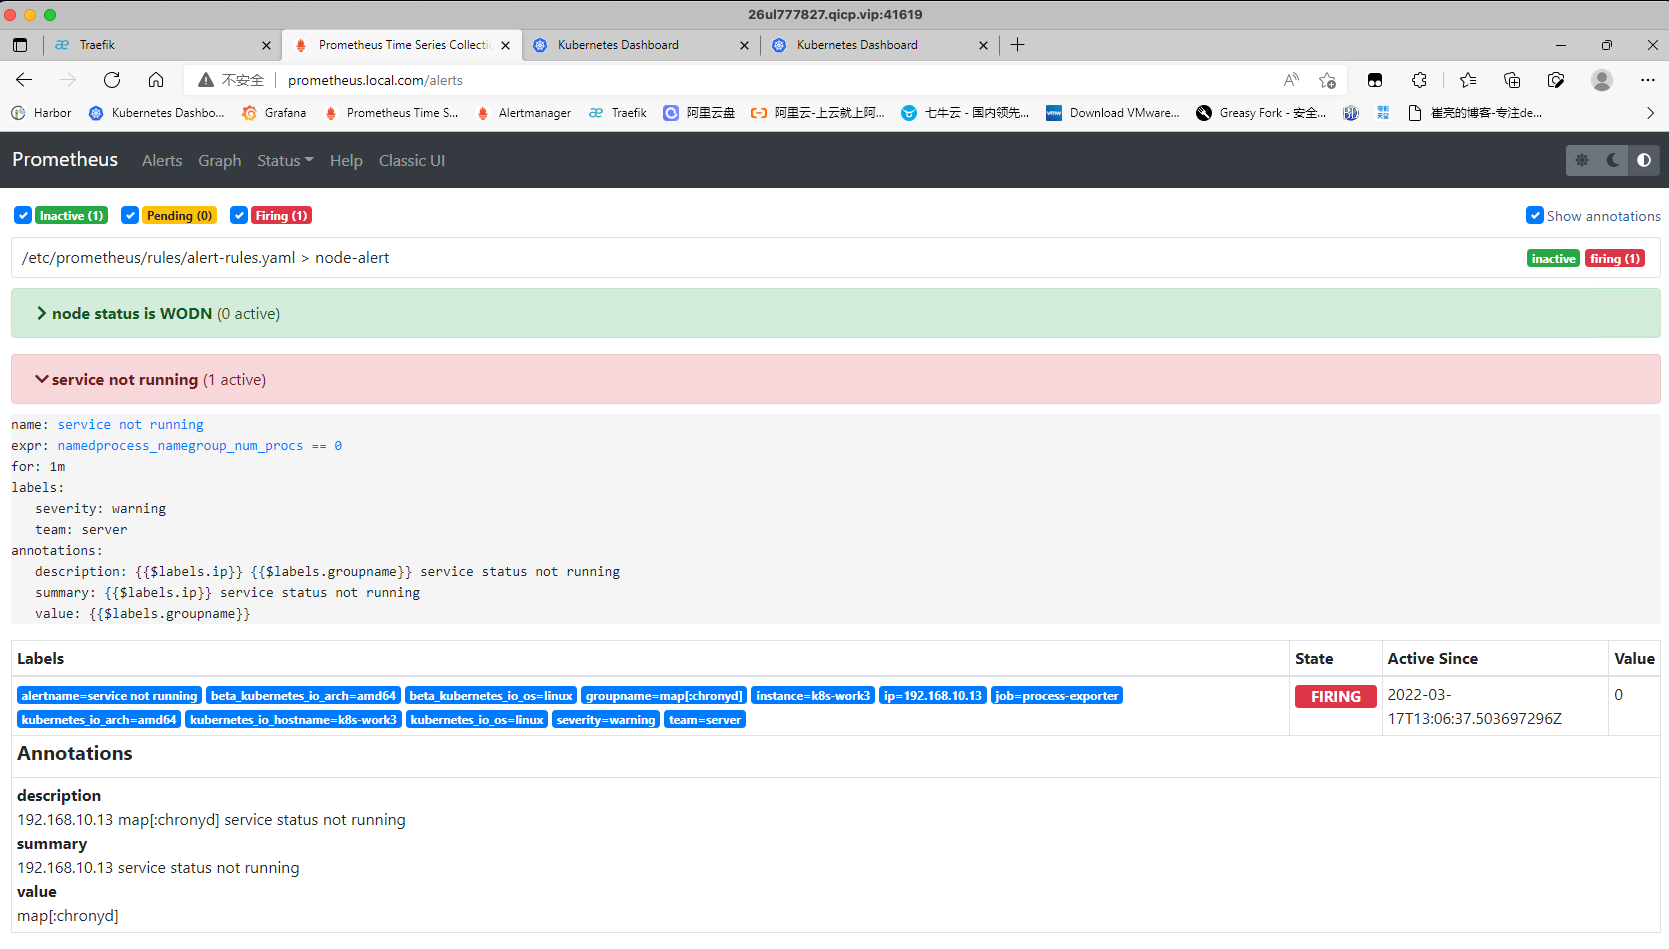 26ul777827.qicp.vip:41619
Traefik
Prometheus Time Series Collectio
Kubernetes Dashboard
Kubernetes Dashboard
不安全 prometheus.local.com/alerts
Harbor Kubernetes Dashbo... Grafana Prometheus Time S... Alertmanager Traefik 阿里云盘 阿里云-上云就上阿... 七牛云 - 国内领先... Download VMware... Greasy Fork - 安全... 崔亮的博客-专注de...
Prometheus Alerts Graph Status Help Classic UI
Inactive (1) Pending (0) Firing (1) Show annotations
/etc/prometheus/rules/alert-rules.yaml > node-alert inactive firing (1)
node status is WODN (0 active)
service not running (1 active)
name: service not running
expr: namedprocess_namegroup_num_procs == 0
for: 1m
labels:
severity: warning
team: server
annotations:
description: {{$labels.ip}} {{$labels.groupname}} service status not running
summary: {{$labels.ip}} service status not running
value: {{$labels.groupname}}
Labels State Active Since Value
alertname=service not running beta_kubernetes_io_arch=amd64 beta_kubernetes_io_os=linux groupname=map[:chronyd] instance=k8s-work3 ip=192.168.10.13 job=process-exporter
kubernetes_io_arch=amd64 kubernetes_io_hostname=k8s-work3 kubernetes_io_os=linux severity=warning team=server
FIRING
2022-03-
17T13:06:37.503697296Z
0
Annotations
description
192.168.10.13 map[:chronyd] service status not running
summary
192.168.10.13 service status not running
value
map[:chronyd]